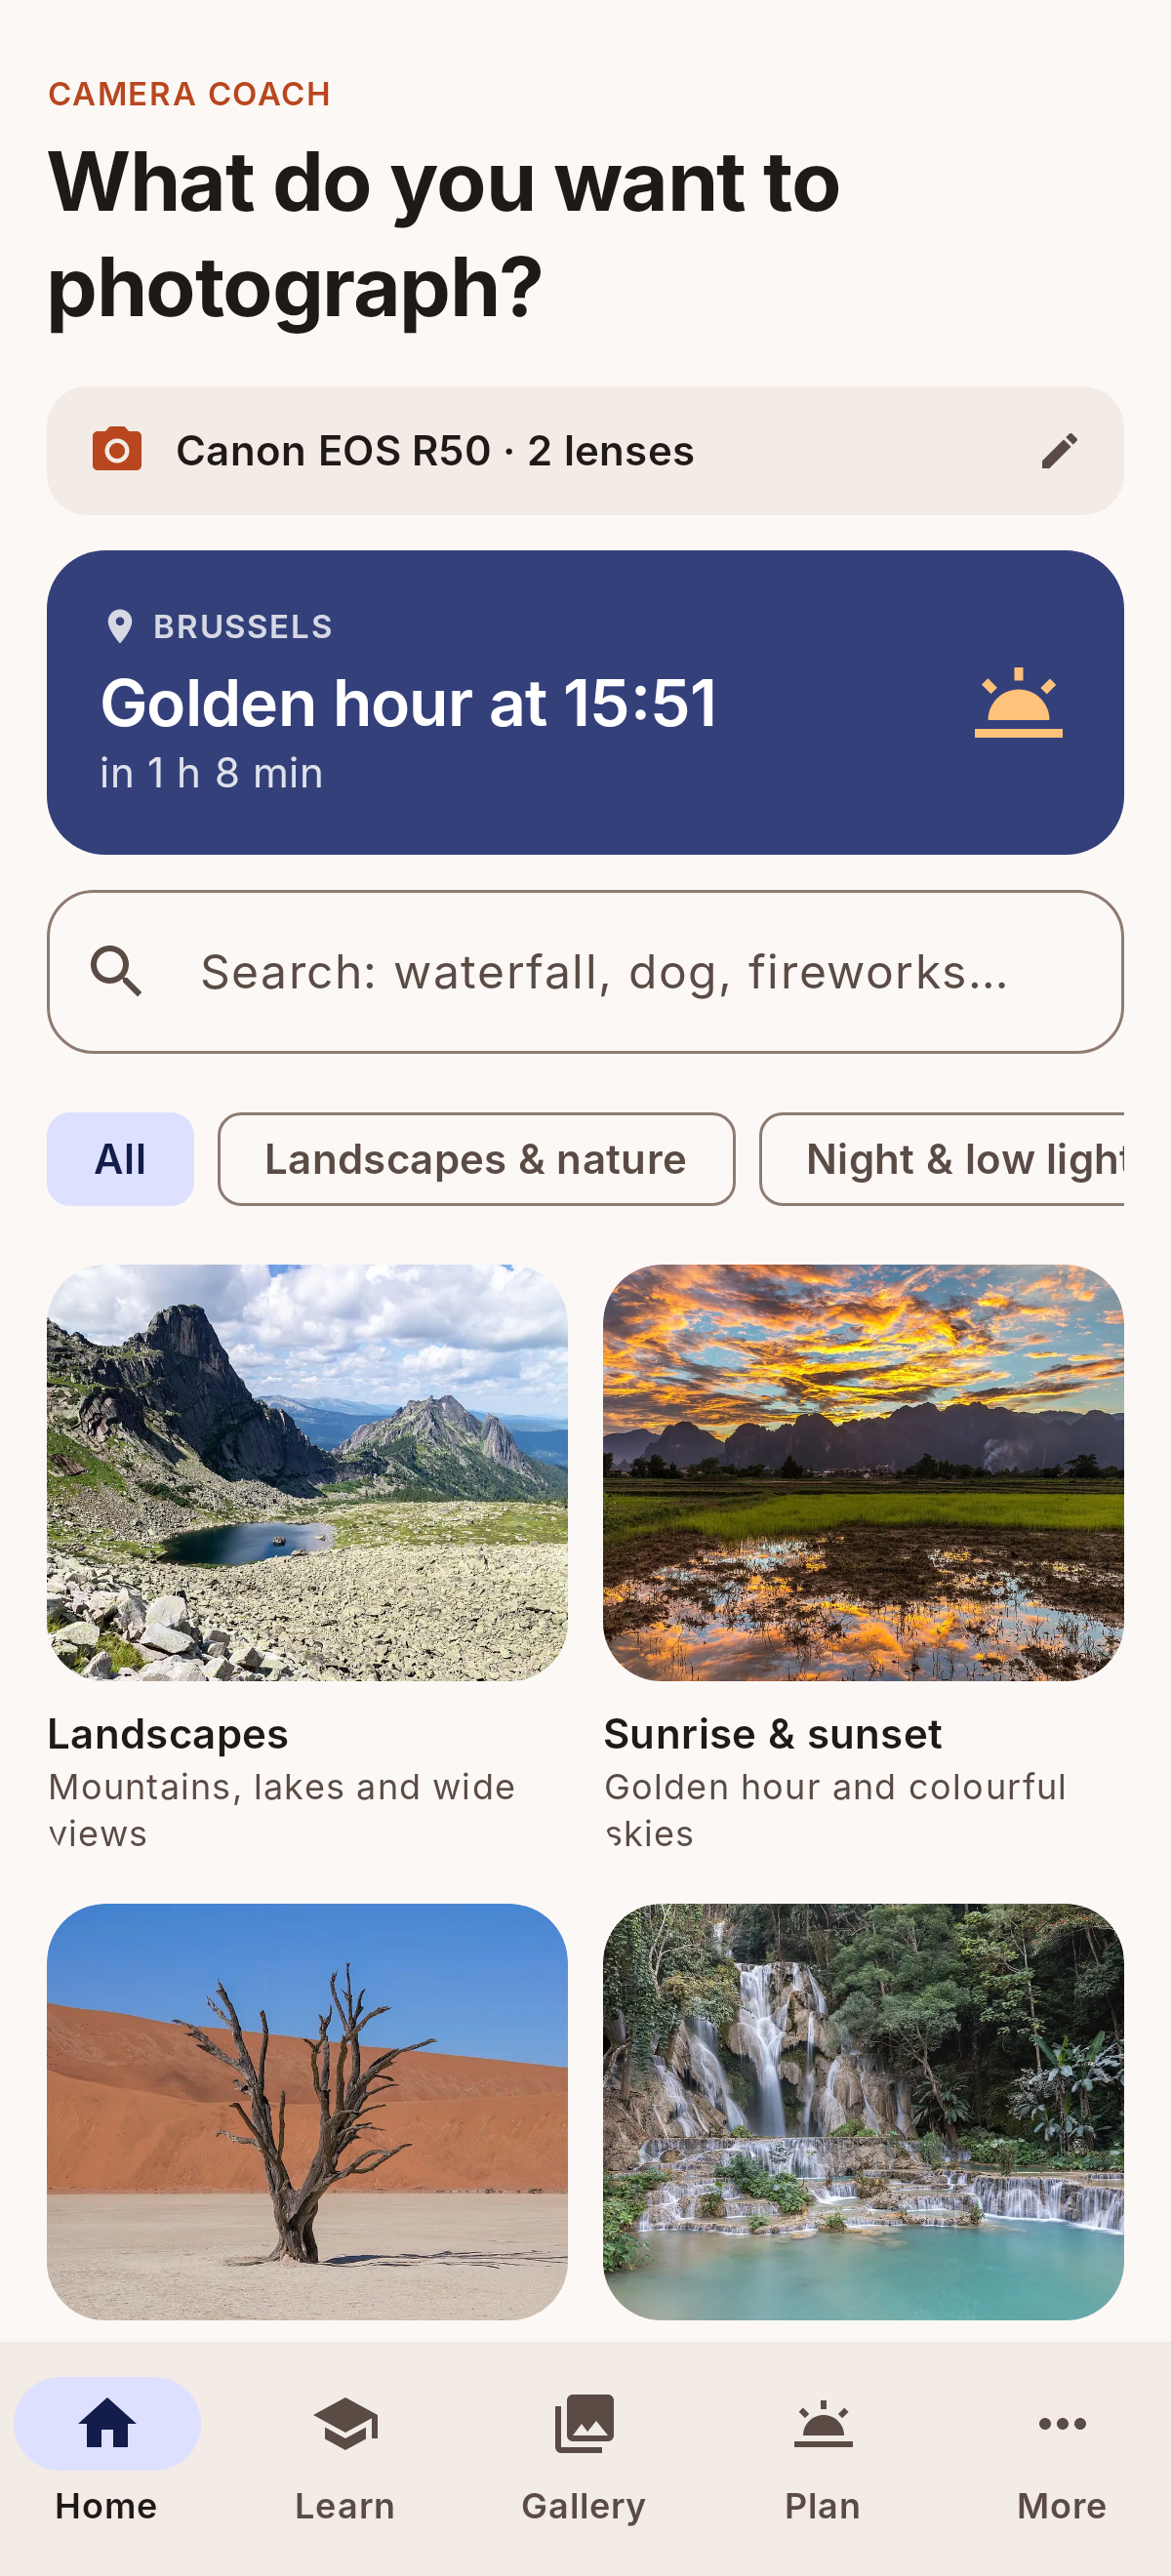 CAMERA COACH
What do you want to
photograph?
Canon EOS R50 · 2 lenses
BRUSSELS
Golden hour at 15:51
in 1 h 8 min
Search: waterfall, dog, fireworks…
All
Landscapes & nature
Night & low light
Landscapes
Sunrise & sunset
Mountains, lakes and wide
views
Golden hour and colourful
skies
Home
Learn
Gallery
Plan
More